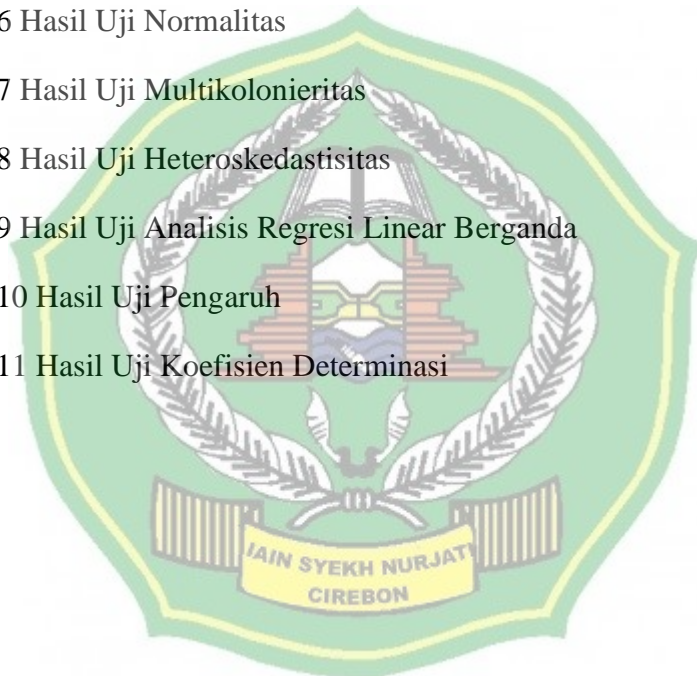 6 Hasil Uji Normalitas
7 Hasil Uji Multikolonieritas
8 Hasil Uji Heteroskedastisitas
9 Hasil Uji Analisis Regresi Linear Berganda
10 Hasil Uji Pengaruh
11 Hasil Uji Koefisien Determinasi
IAIN SYEKH NURJATI
CIREBON